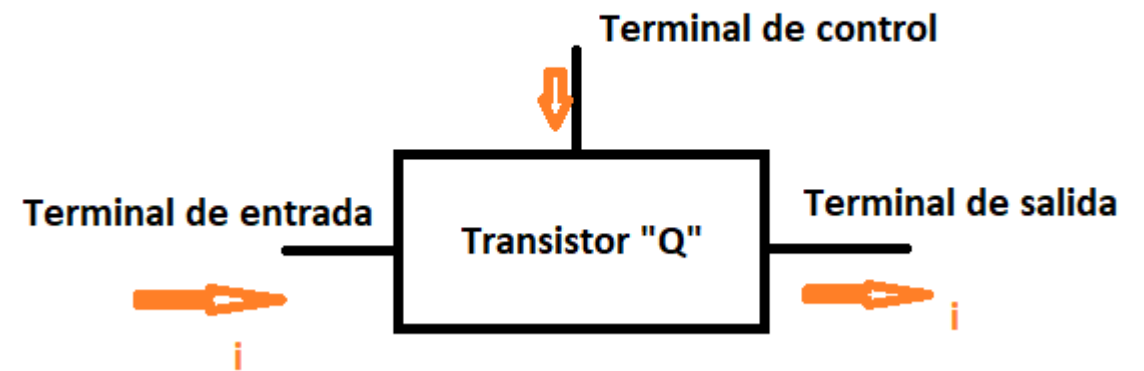 Terminal de control
Terminal de entrada
Terminal de salida
Transistor "Q"
i
i